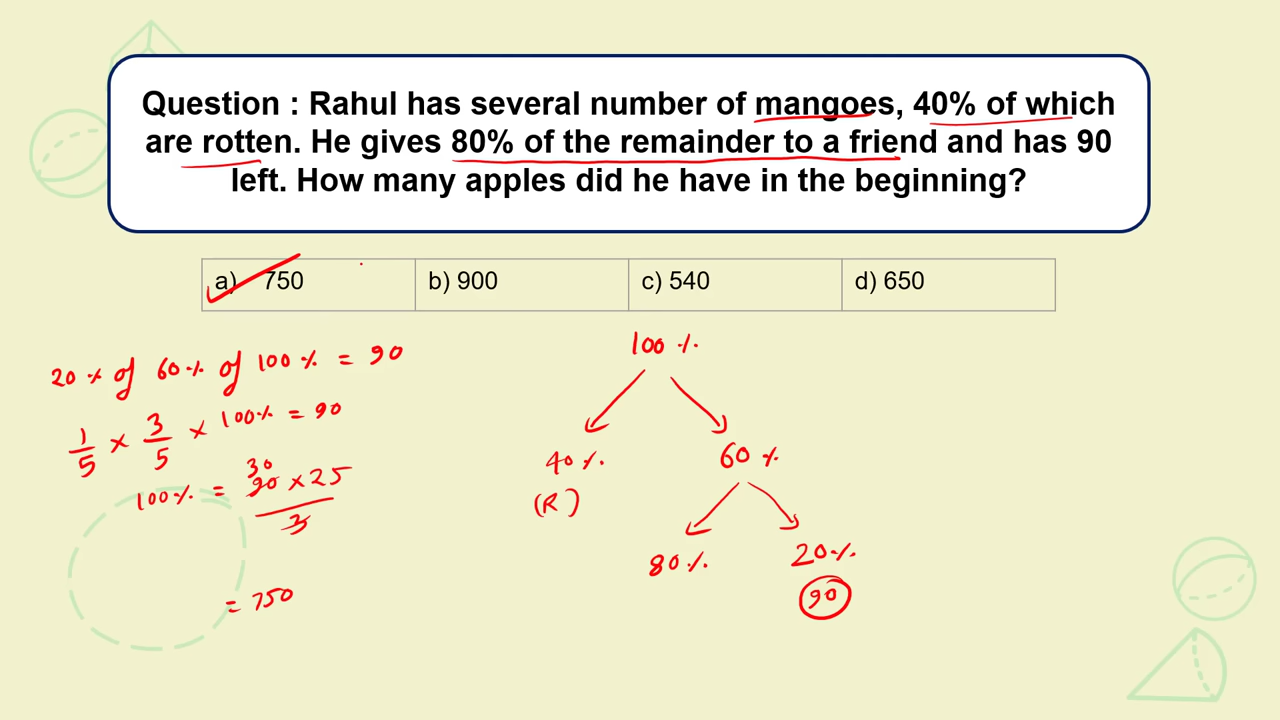 Question : Rahul has several number of mangoes, 40% of which
are rotten. He gives 80% of the remainder to a friend and has 90
left. How many apples did he have in the beginning?
a) 750
b) 900
c) 540
d) 650
20% of 60% of 100% = 90
1/5 × 3/5 × 100% = 90
30
100% = 90 × 25
3
= 750
100%
40%
60%
(R)
80%
20%
90